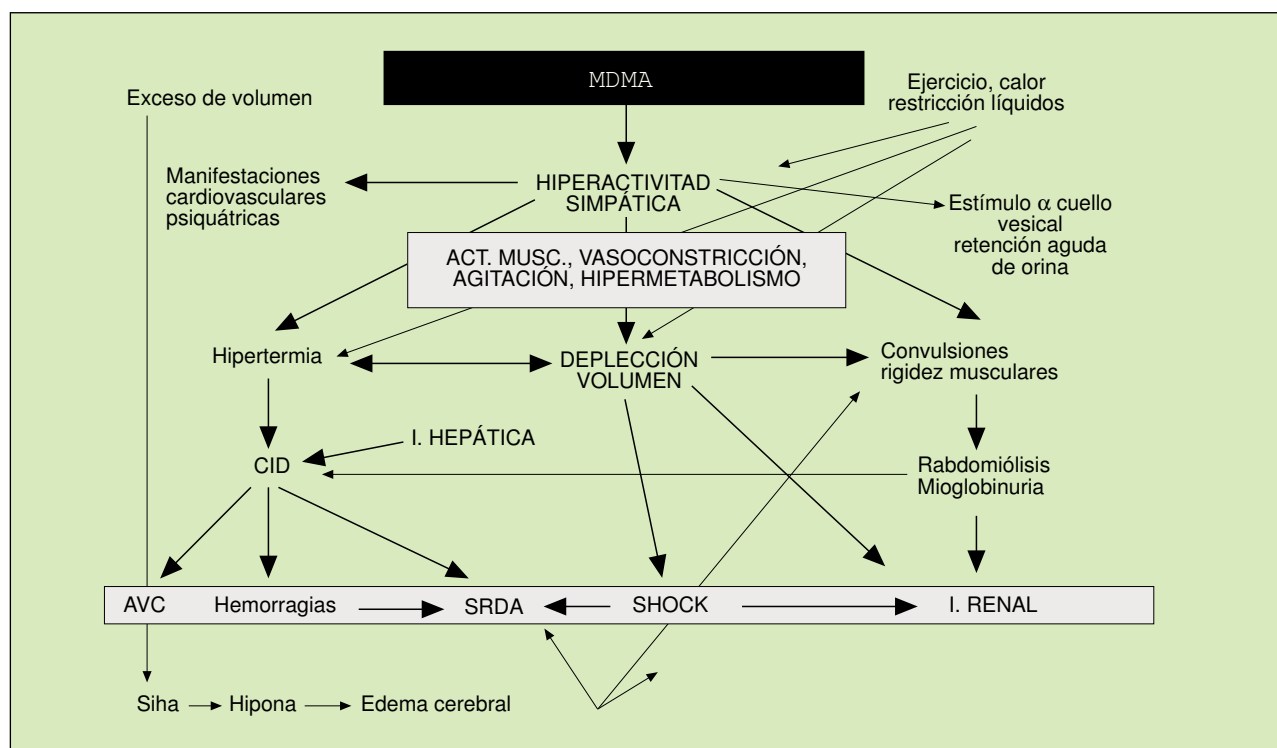 MDMA
Exceso de volumen
Ejercicio, calor
restricción líquidos
Manifestaciones
cardiovasculares
psiquátricas
HIPERACTIVITAD
SIMPÁTICA
Estímulo α cuello
vesical
retención aguda
de orina
ACT. MUSC., VASOCONSTRICCIÓN,
AGITACIÓN, HIPERMETABOLISMO
Hipertermia
DEPLECCIÓN
VOLUMEN
Convulsiones
rigidez musculares
I. HEPÁTICA
CID
Rabdomiólisis
Mioglobinuria
AVC Hemorragias SRDA SHOCK I. RENAL
Siha Hipona Edema cerebral